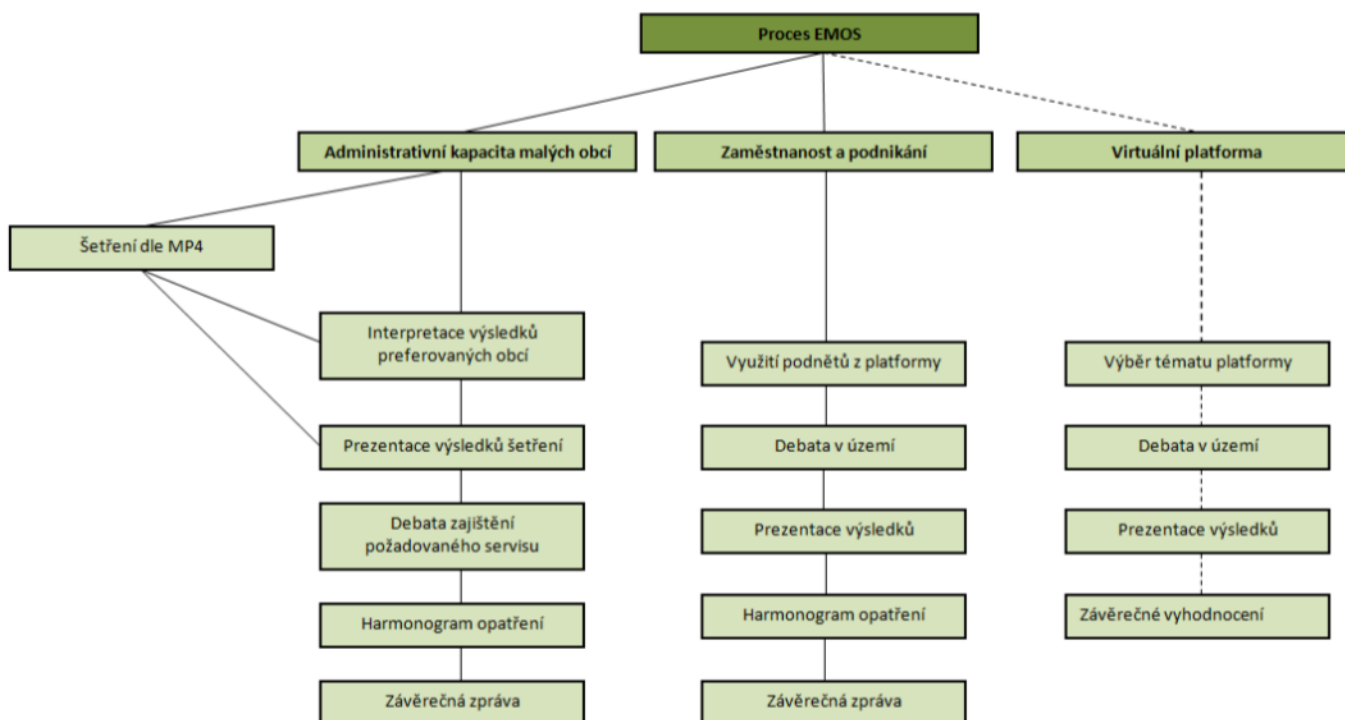 Proces EMOS
Administrativní kapacita malých obcí
Zaměstnanost a podnikání
Virtuální platforma
Šetření dle MP4
Interpretace výsledků
preferovaných obcí
Prezentace výsledků šetření
Debata zajištění
požadovaného servisu
Harmonogram opatření
Závěrečná zpráva
Využití podnětů z platformy
Debata v území
Prezentace výsledků
Harmonogram opatření
Závěrečná zpráva
Výběr tématu platformy
Debata v území
Prezentace výsledků
Závěrečné vyhodnocení